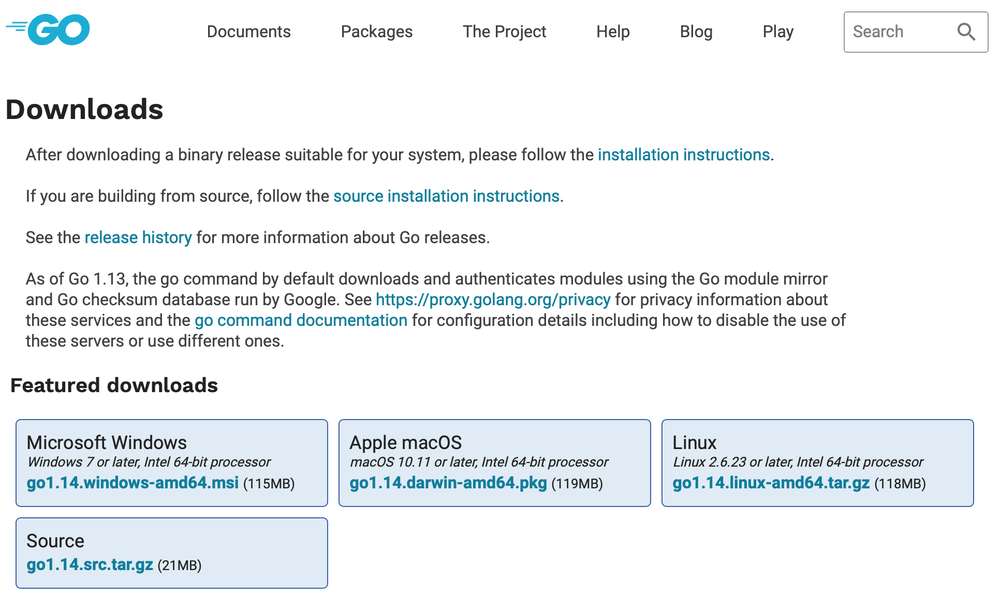 GO
Documents
Packages
The Project
Help
Blog
Play
Search
Downloads
After downloading a binary release suitable for your system, please follow the installation instructions.
If you are building from source, follow the source installation instructions.
See the release history for more information about Go releases.
As of Go 1.13, the go command by default downloads and authenticates modules using the Go module mirror
and Go checksum database run by Google. See https://proxy.golang.org/privacy for privacy information about
these services and the go command documentation for configuration details including how to disable the use of
these servers or use different ones.
Featured downloads
Microsoft Windows
Windows 7 or later, Intel 64-bit processor
go1.14.windows-amd64.msi (115MB)
Apple macOS
macOS 10.11 or later, Intel 64-bit processor
go1.14.darwin-amd64.pkg (119MB)
Linux
Linux 2.6.23 or later, Intel 64-bit processor
go1.14.linux-amd64.tar.gz (118MB)
Source
go1.14.src.tar.gz (21MB)